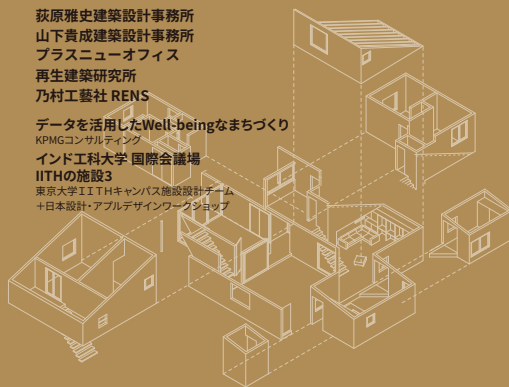 荻原雅史建築設計事務所
山下貴成建築設計事務所
プラスニューオフィス
再生建築研究所
乃村工藝社 RENS
データを活用したWell-beingなまちづくり
KPMGコンサルティング
インド工科大学 国際会議場
IITHの施設3
東京大学ＩＩＴＨキャンパス施設設計チーム
＋日本設計・アプルデザインワークショップ